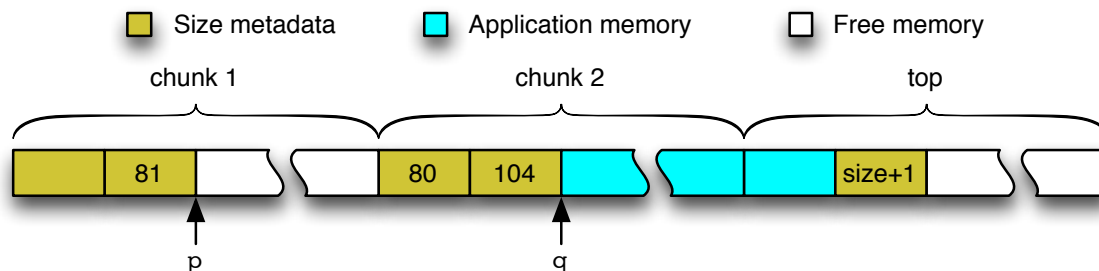 Size metadata Application memory Free memory
chunk 1 chunk 2 top
81 80 104 size+1
p q